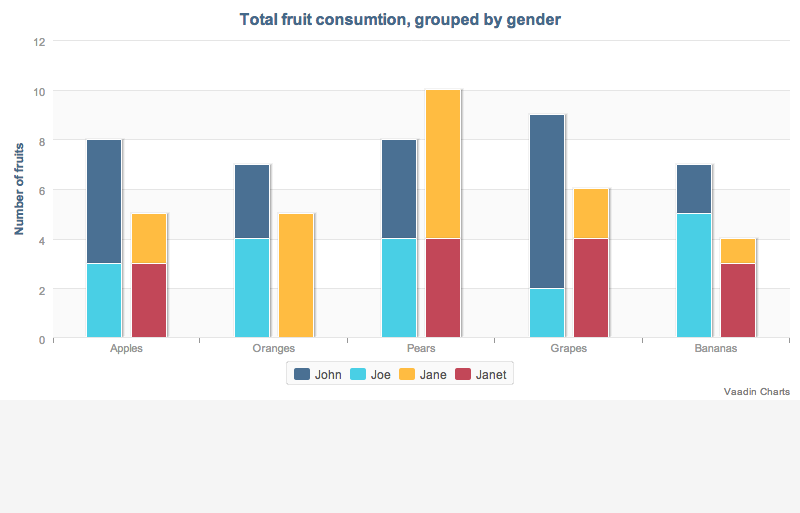 Total fruit consumtion, grouped by gender
12
10
8
6
4
2
0
Number of fruits
Apples Oranges Pears Grapes Bananas
John Joe Jane Janet
Vaadin Charts